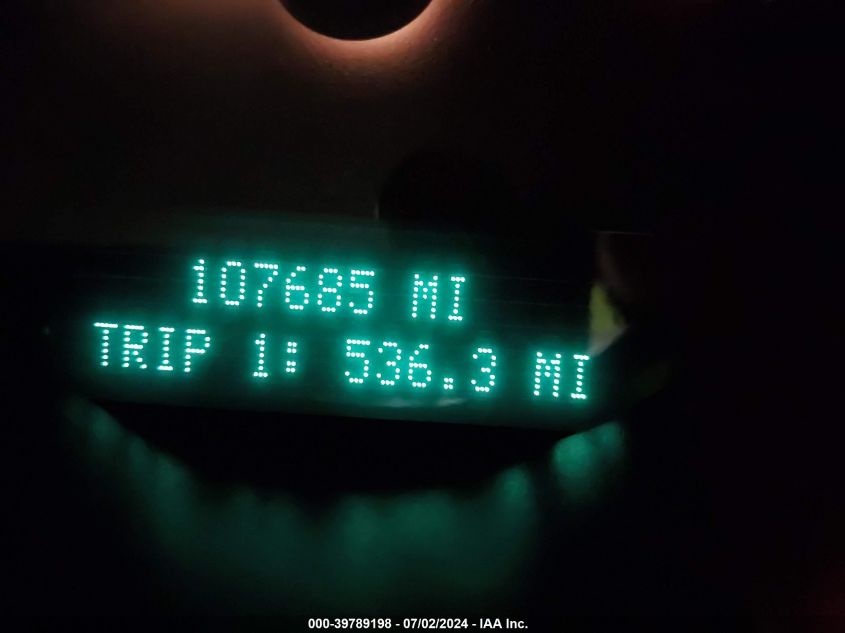 107685 MI
TRIP 1: 536.3 MI
000-39789198 - 07/02/2024 - IAA Inc.